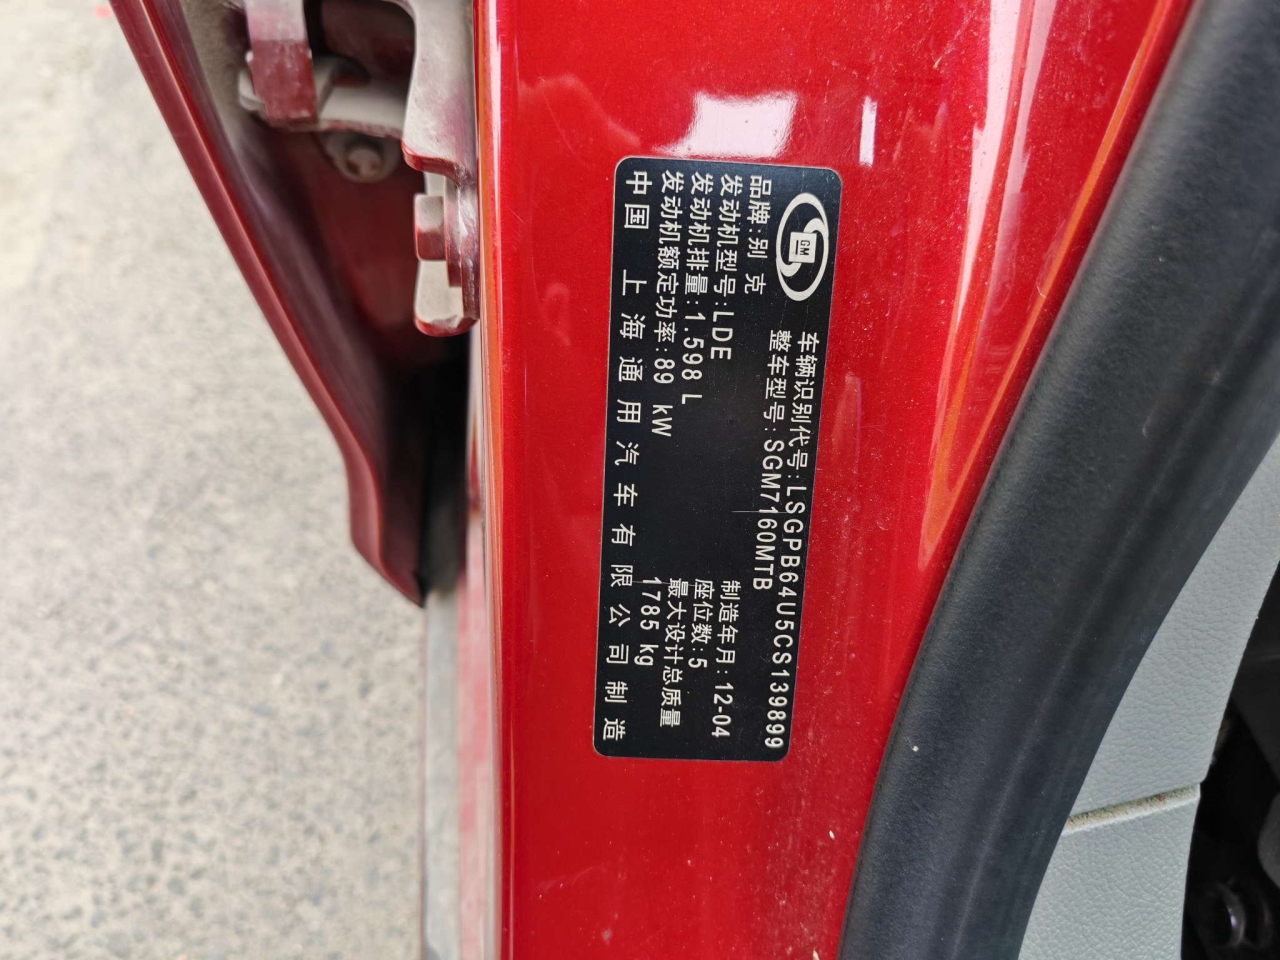 GM
车辆识别代号:LSGPB64U5CS139899
整车型号:SGM7160MTB
品牌:别克
发动机型号:LDE
制造年月:12-04
发动机排量:1.598 L
座位数:5
发动机额定功率:89 kW
最大设计总质量
1785 kg
中国 上海通用汽车有限公司制造